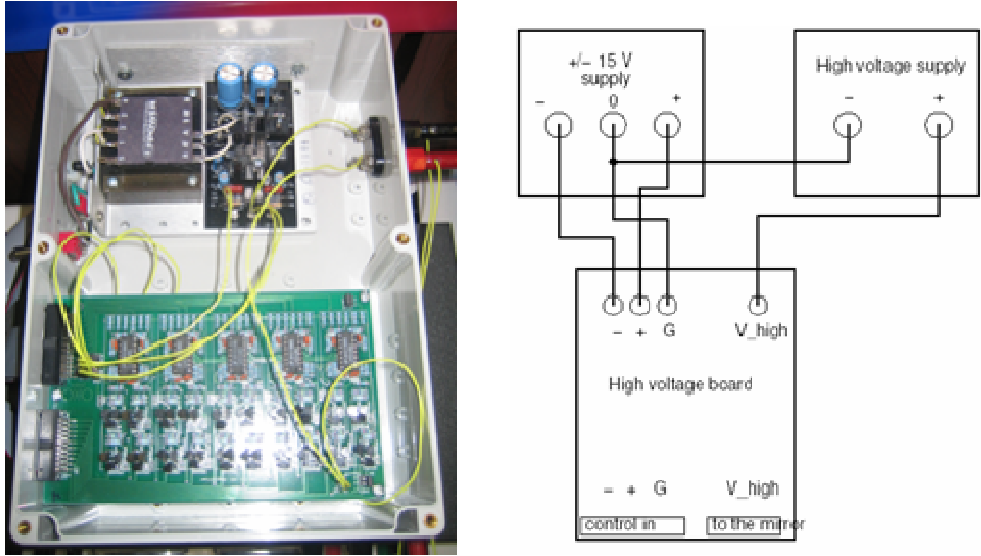 +/− 15 V
supply
− 0 +
High voltage supply
− +
− + G V_high
High voltage board
− + G V_high
control in to the mirror